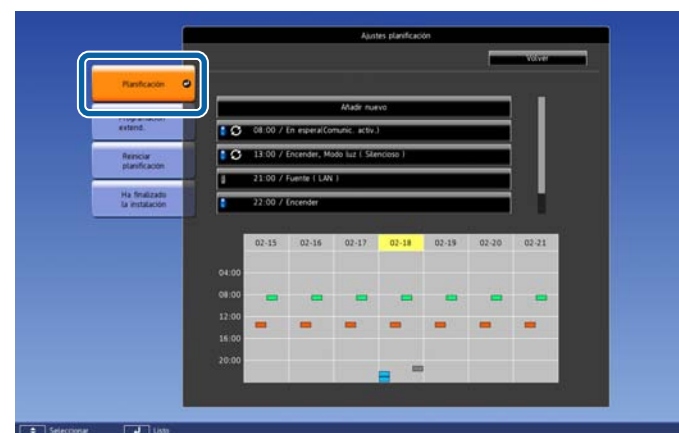 Ajustes planificación
Volver
Planificación
Programación
extend.
Reiniciar
planificación
Ha finalizado
la instalación
Añadir nuevo
08:00 / En espera(Comunic. activ.)
13:00 / Encender, Modo luz ( Silencioso )
21:00 / Fuente ( LAN )
22:00 / Encender
02-15 02-16 02-17 02-18 02-19 02-20 02-21
04:00
08:00
12:00
16:00
20:00
Seleccionar Listo